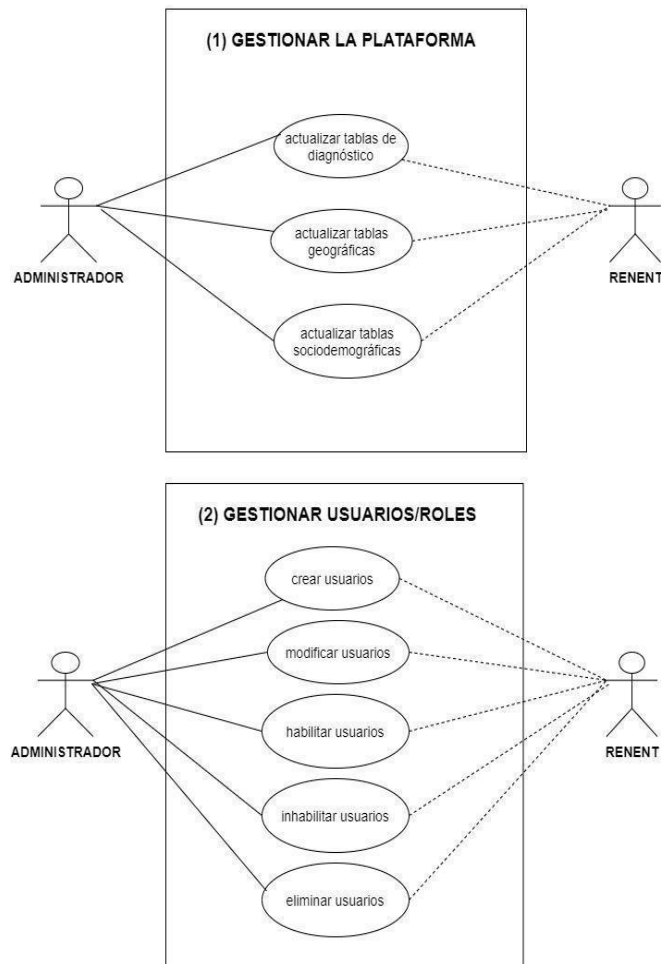 (1) GESTIONAR LA PLATAFORMA
actualizar tablas de
diagnóstico
actualizar tablas
geográficas
ADMINISTRADOR
RENENT
actualizar tablas
sociodemográficas
(2) GESTIONAR USUARIOS/ROLES
crear usuarios
modificar usuarios
habilitar usuarios
ADMINISTRADOR
RENENT
inhabilitar usuarios
eliminar usuarios